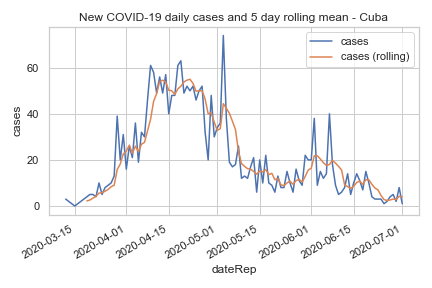 New COVID-19 daily cases and 5 day rolling mean - Cuba
cases
cases (rolling)
60
40
20
0
cases
2020-03-15
2020-04-01
2020-04-15
2020-05-01
2020-05-15
2020-06-01
2020-06-15
2020-07-01
dateRep